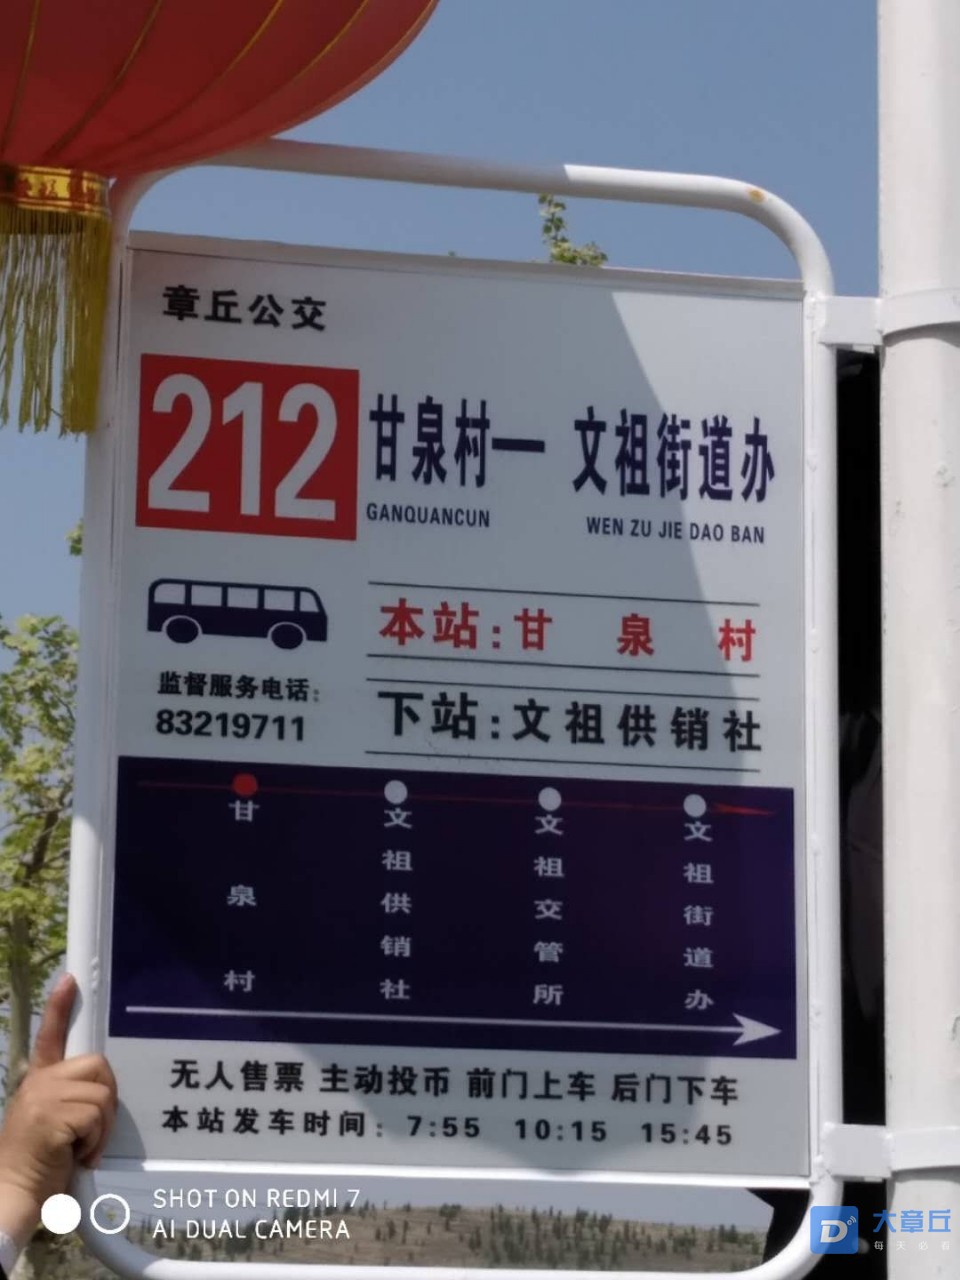 章丘公交
212
甘泉村— 文祖街道办
GANQUANCUN WEN ZU JIE DAO BAN
本站:甘泉村
下站:文祖供销社
监督服务电话:
83219711
甘泉村
文祖供销社
文祖交管所
文祖街道办
无人售票 主动投币 前门上车 后门下车
本站发车时间: 7:55 10:15 15:45
SHOT ON REDMI 7
AI DUAL CAMERA
大章丘
每天必看